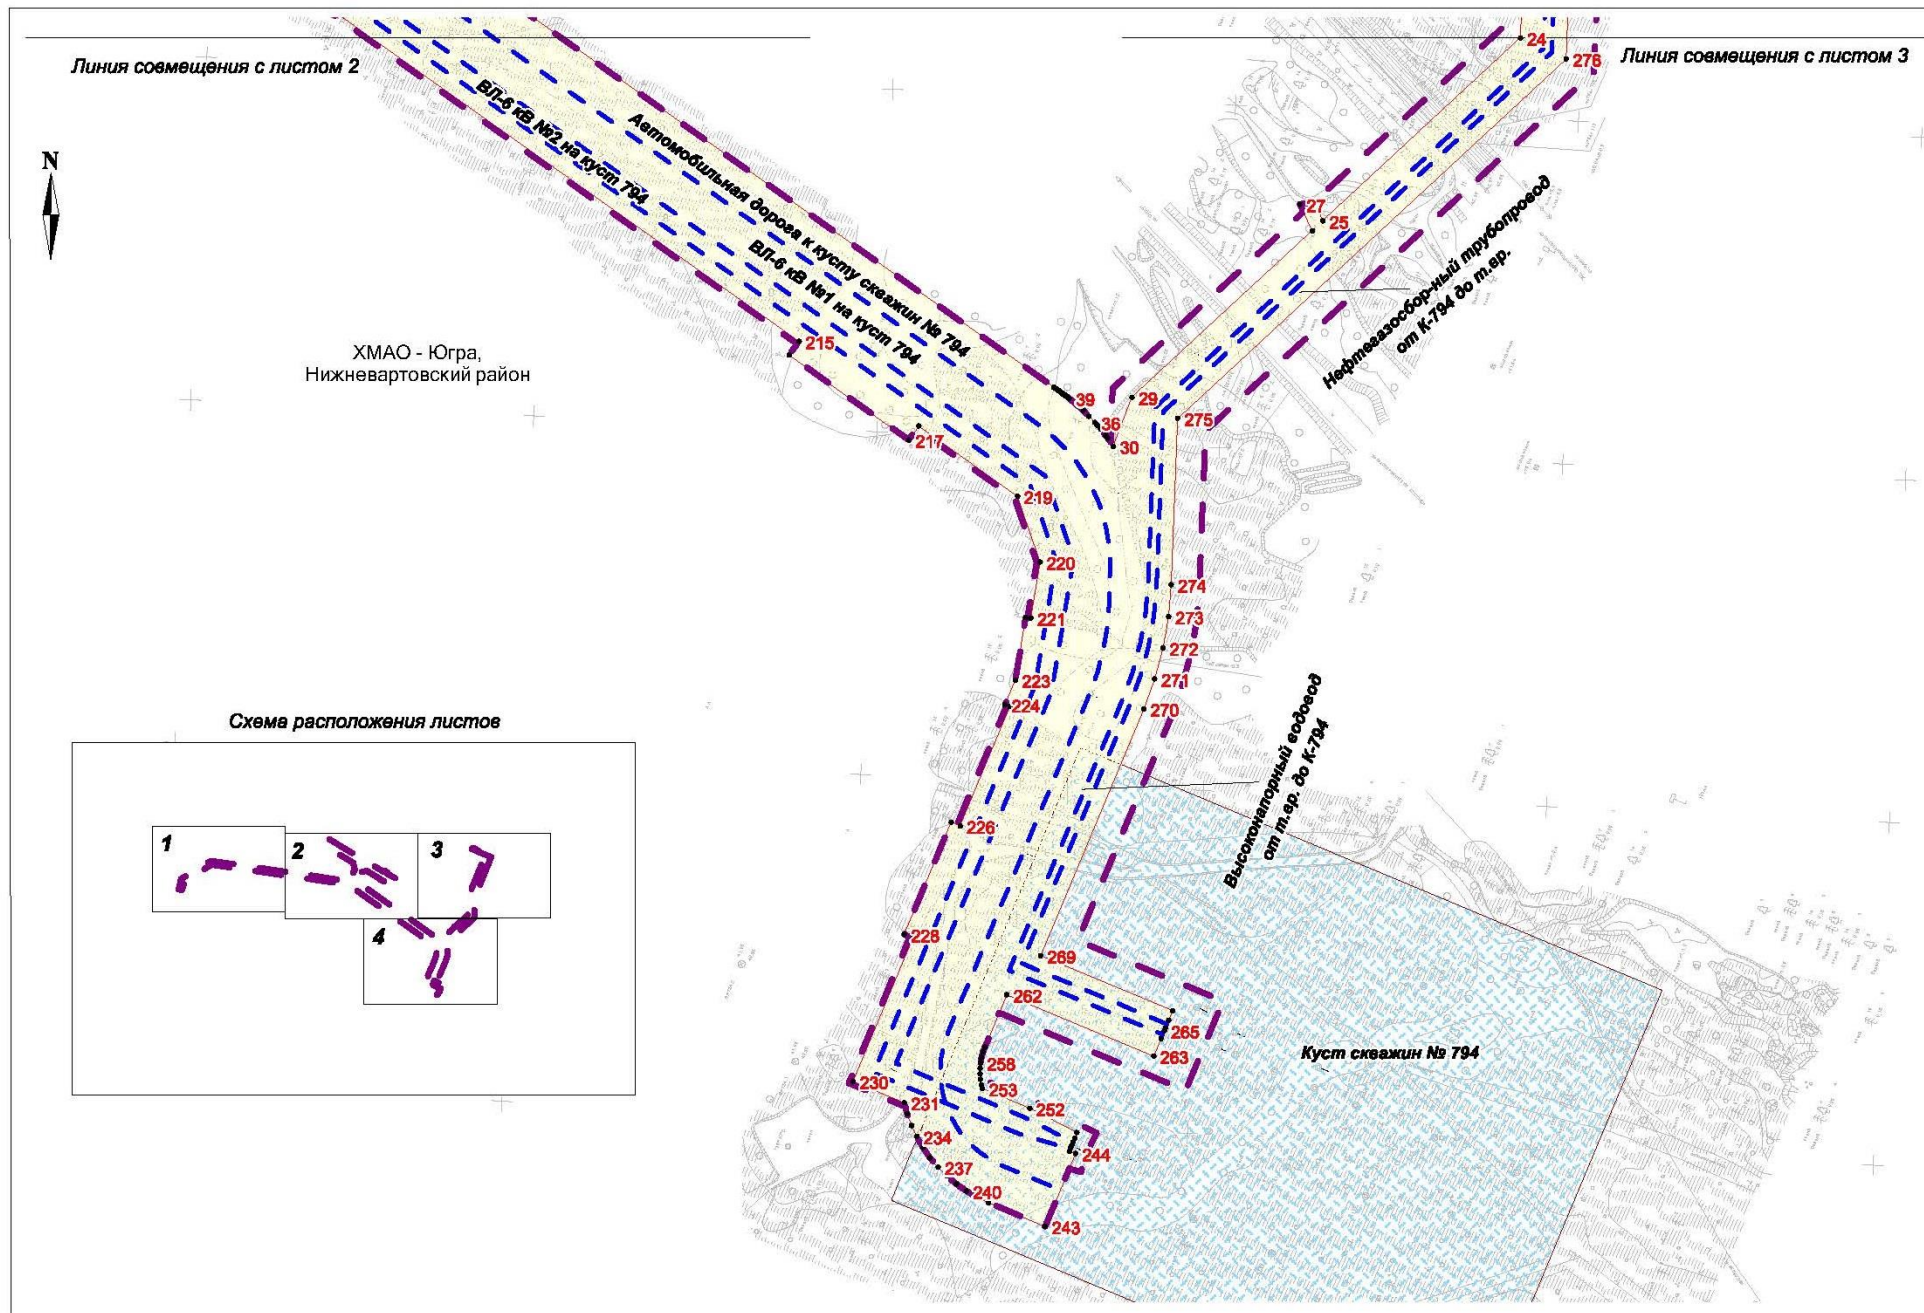 Линия совмещения с листом 2
Линия совмещения с листом 3
24
276
N
ВЛ-6 кВ №2 на куст 794
Автомобильная дорога к кусту скважин № 794
ВЛ-6 кВ №1 на куст 794
27
25
Нефтегазосбор-ный трубопровод
от К-794 до т.вр.
215
ХМАО - Югра,
Нижневартовский район
39
29
36
275
217
30
219
220
274
221
273
272
223
271
224
270
Высоконапорный водовод
от т.вр. до К-794
Схема расположения листов
1
2
3
4
226
228
269
262
265
263
Куст скважин № 794
258
230
253
231
252
234
244
237
240
243